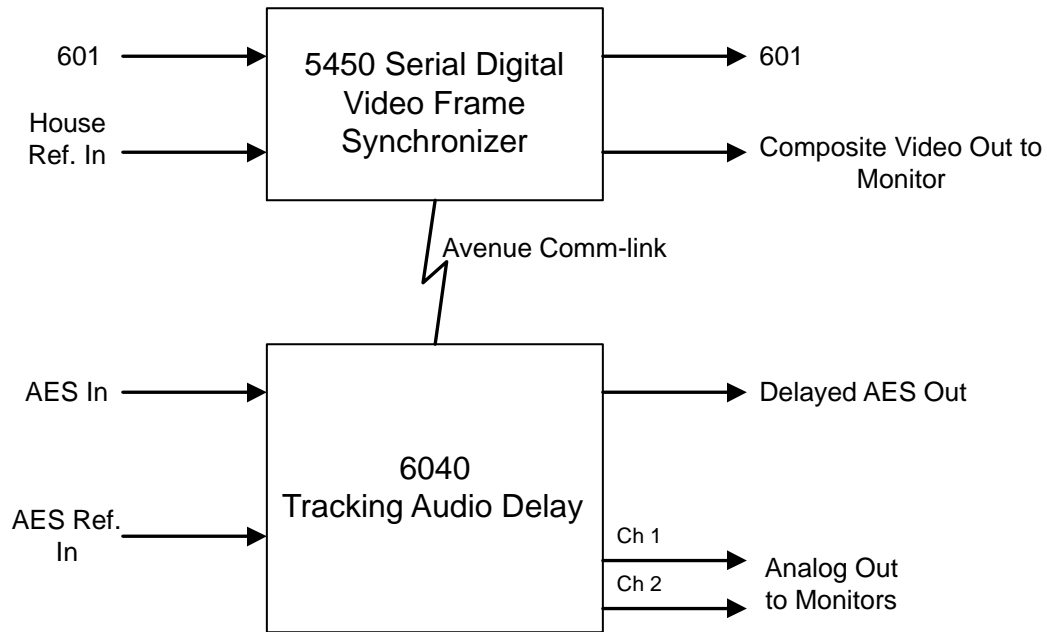 601
5450 Serial Digital
Video Frame
Synchronizer
601
House
Ref. In
Composite Video Out to
Monitor
Avenue Comm-link
AES In
Delayed AES Out
6040
Tracking Audio Delay
AES Ref.
In
Ch 1
Ch 2
Analog Out
to Monitors